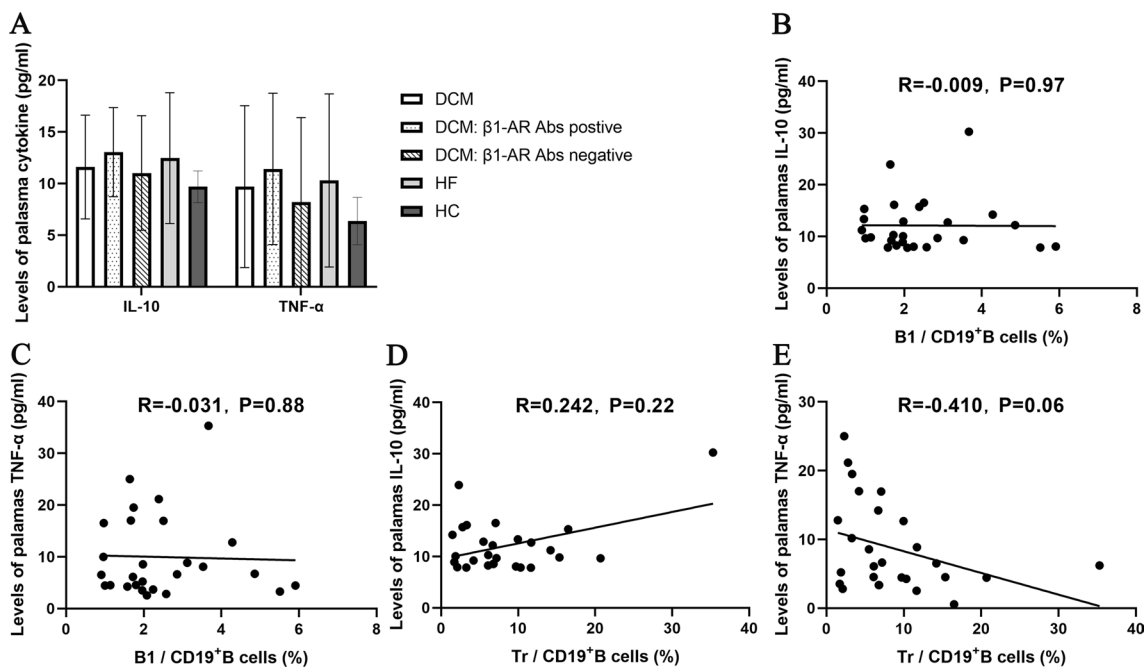 A
Levels of palasma cytokine (pg/ml)
20
15
10
5
0
IL-10
TNF-α
DCM
DCM: β1-AR Abs postive
DCM: β1-AR Abs negative
HF
HC
B
Levels of palamas IL-10 (pg/ml)
R=-0.009, P=0.97
40
30
20
10
0
0 2 4 6 8
B1 / CD19+B cells (%)
C
Levels of palamas TNF-α (pg/ml)
R=-0.031, P=0.88
40
30
20
10
0
0 2 4 6 8
B1 / CD19+B cells (%)
D
Levels of palamas IL-10 (pg/ml)
R=0.242, P=0.22
40
30
20
10
0
0 10 20 30 40
Tr / CD19+B cells (%)
E
Levels of palamas TNF-α (pg/ml)
R=-0.410, P=0.06
30
20
10
0
0 10 20 30 40
Tr / CD19+B cells (%)